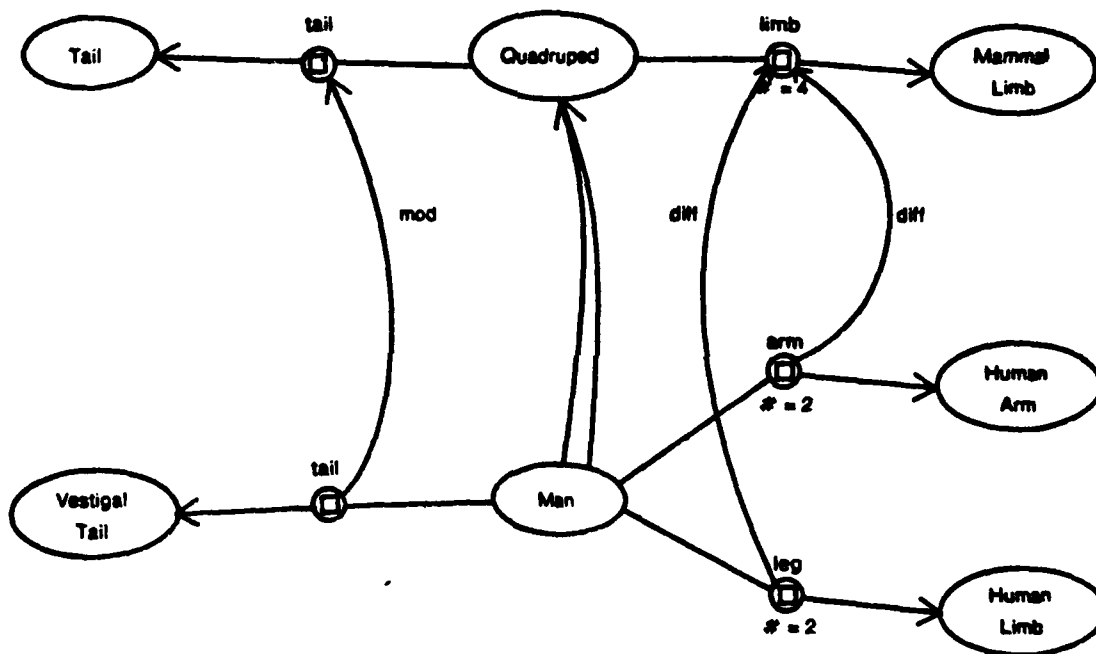 tail
limb
Tail
Quadruped
Mammal
Limb
# = 4
mod
diff
diff
arm
Human
Arm
# = 2
tail
Vestigal
Tail
Man
leg
Human
Limb
# = 2